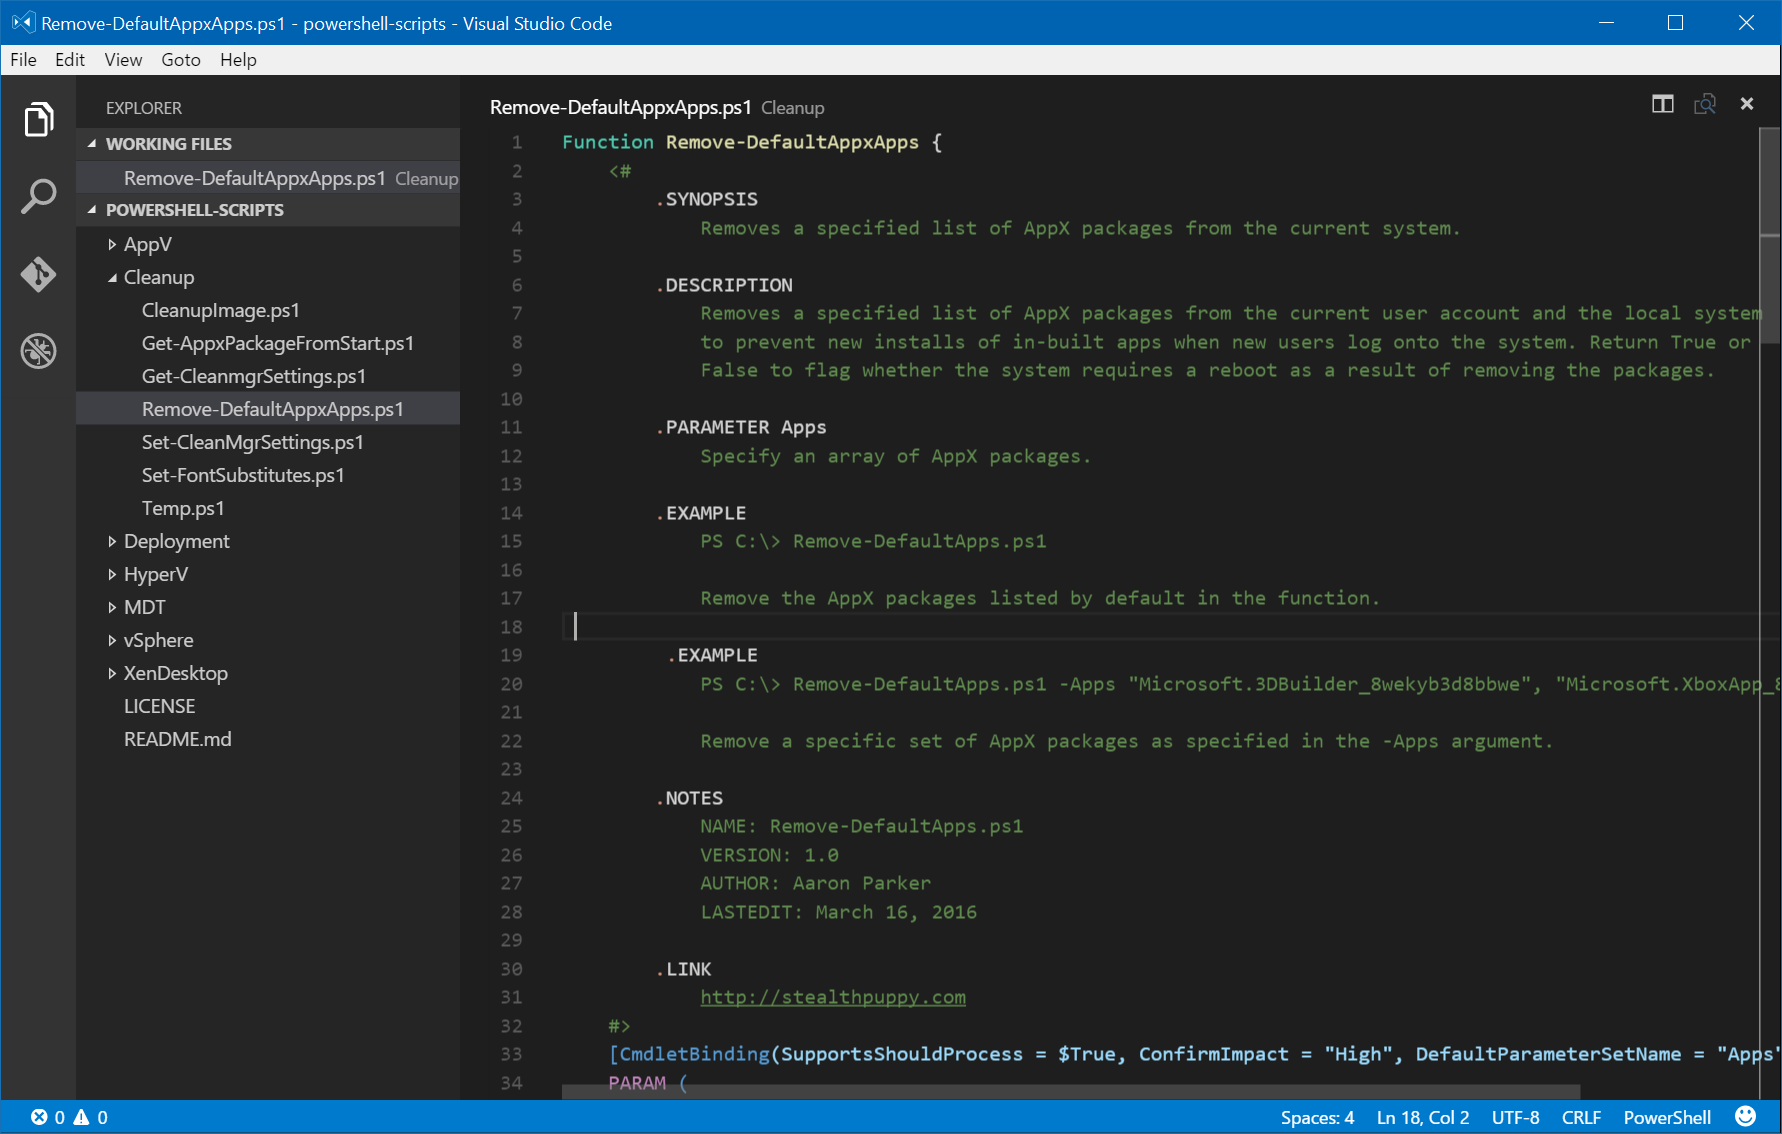 Remove-DefaultAppxApps.ps1 - powershell-scripts - Visual Studio Code
File Edit View Goto Help
EXPLORER
WORKING FILES
Remove-DefaultAppxApps.ps1 Cleanup
POWERSHELL-SCRIPTS
AppV
Cleanup
CleanupImage.ps1
Get-AppxPackageFromStart.ps1
Get-CleanmgrSettings.ps1
Remove-DefaultAppxApps.ps1
Set-CleanMgrSettings.ps1
Set-FontSubstitutes.ps1
Temp.ps1
Deployment
HyperV
MDT
vSphere
XenDesktop
LICENSE
README.md
Remove-DefaultAppxApps.ps1 Cleanup
1 Function Remove-DefaultAppxApps {
2 <#
3 .SYNOPSIS
4 Removes a specified list of AppX packages from the current system.
5
6 .DESCRIPTION
7 Removes a specified list of AppX packages from the current user account and the local system
8 to prevent new installs of in-built apps when new users log onto the system. Return True or
9 False to flag whether the system requires a reboot as a result of removing the packages.
10
11 .PARAMETER Apps
12 Specify an array of AppX packages.
13
14 .EXAMPLE
15 PS C:\> Remove-DefaultApps.ps1
16
17 Remove the AppX packages listed by default in the function.
18
19 .EXAMPLE
20 PS C:\> Remove-DefaultApps.ps1 -Apps "Microsoft.3DBuilder_8wekyb3d8bbwe", "Microsoft.XboxApp_8
21
22 Remove a specific set of AppX packages as specified in the -Apps argument.
23
24 .NOTES
25 NAME: Remove-DefaultApps.ps1
26 VERSION: 1.0
27 AUTHOR: Aaron Parker
28 LASTEDIT: March 16, 2016
29
30 .LINK
31 http://stealthpuppy.com
32 #>
33 [CmdletBinding(SupportsShouldProcess = $True, ConfirmImpact = "High", DefaultParameterSetName = "Apps"
34 PARAM (
0 0 Spaces: 4 Ln 18, Col 2 UTF-8 CRLF PowerShell